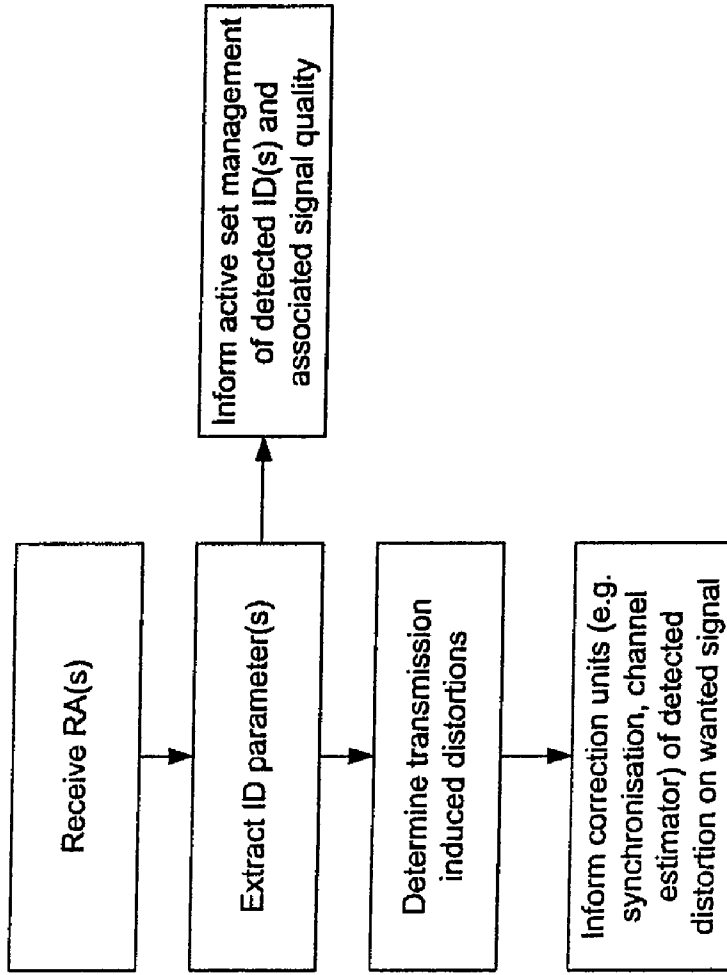 Receive RA(s)
Extract ID parameter(s)
Inform active set management
of detected ID(s) and
associated signal quality
Determine transmission
induced distortions
Inform correction units (e.g.
synchronisation, channel
estimator) of detected
distortion on wanted signal